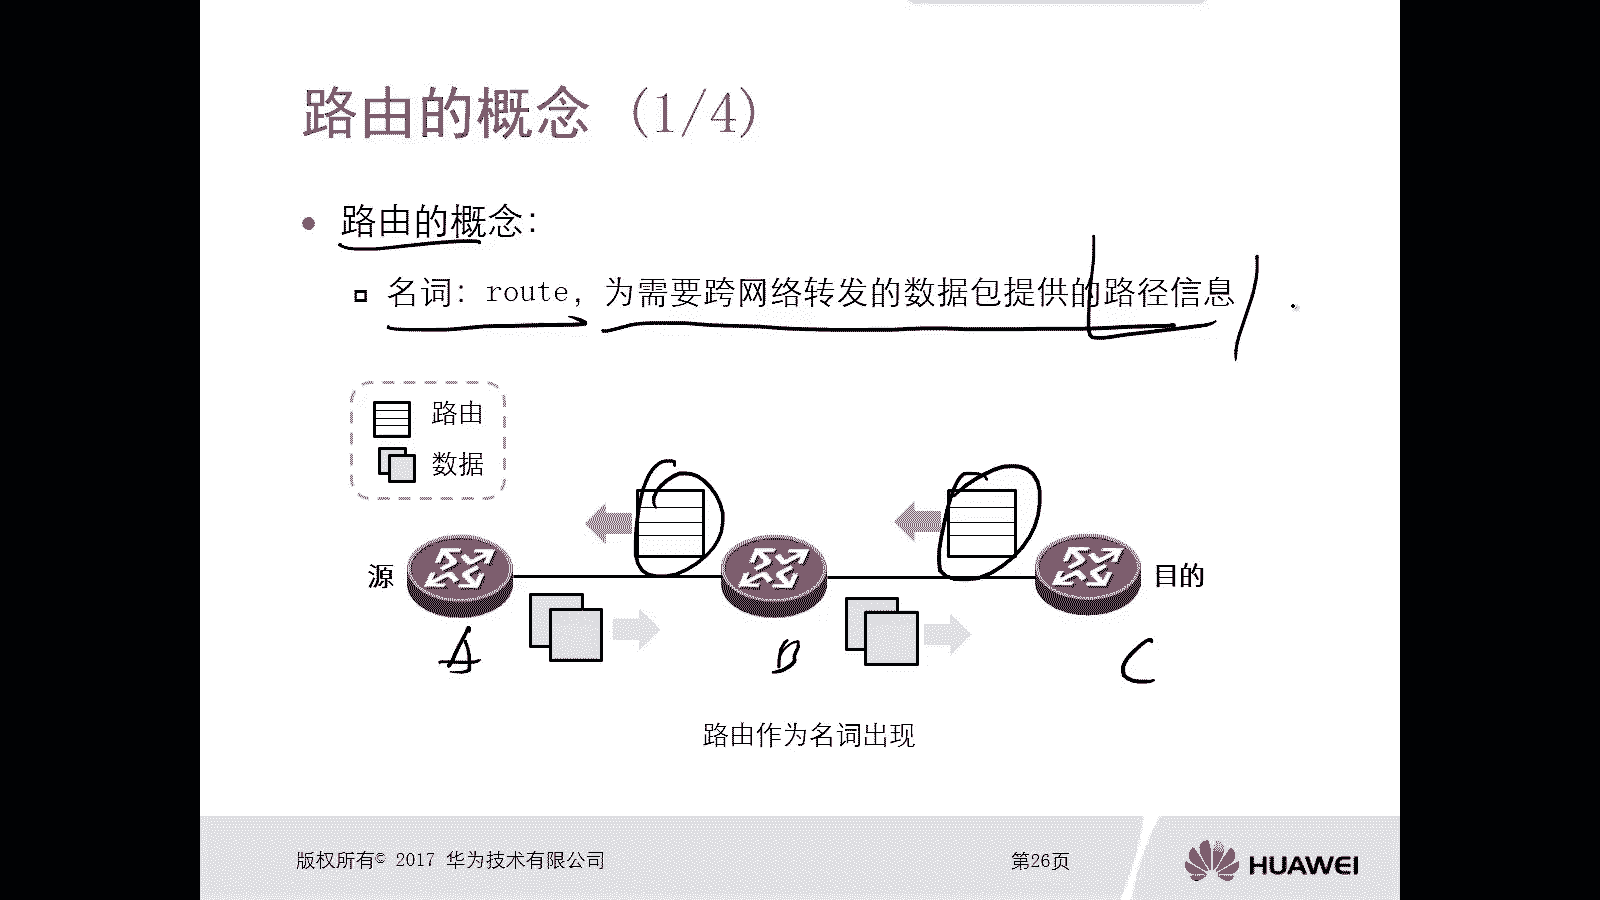 路由的概念 (1/4)
路由的概念：
名词：route，为需要跨网络转发的数据包提供的路径信息
路由
数据
源
目的
A
B
C
路由作为名词出现
版权所有© 2017 华为技术有限公司
第26页
HUAWEI